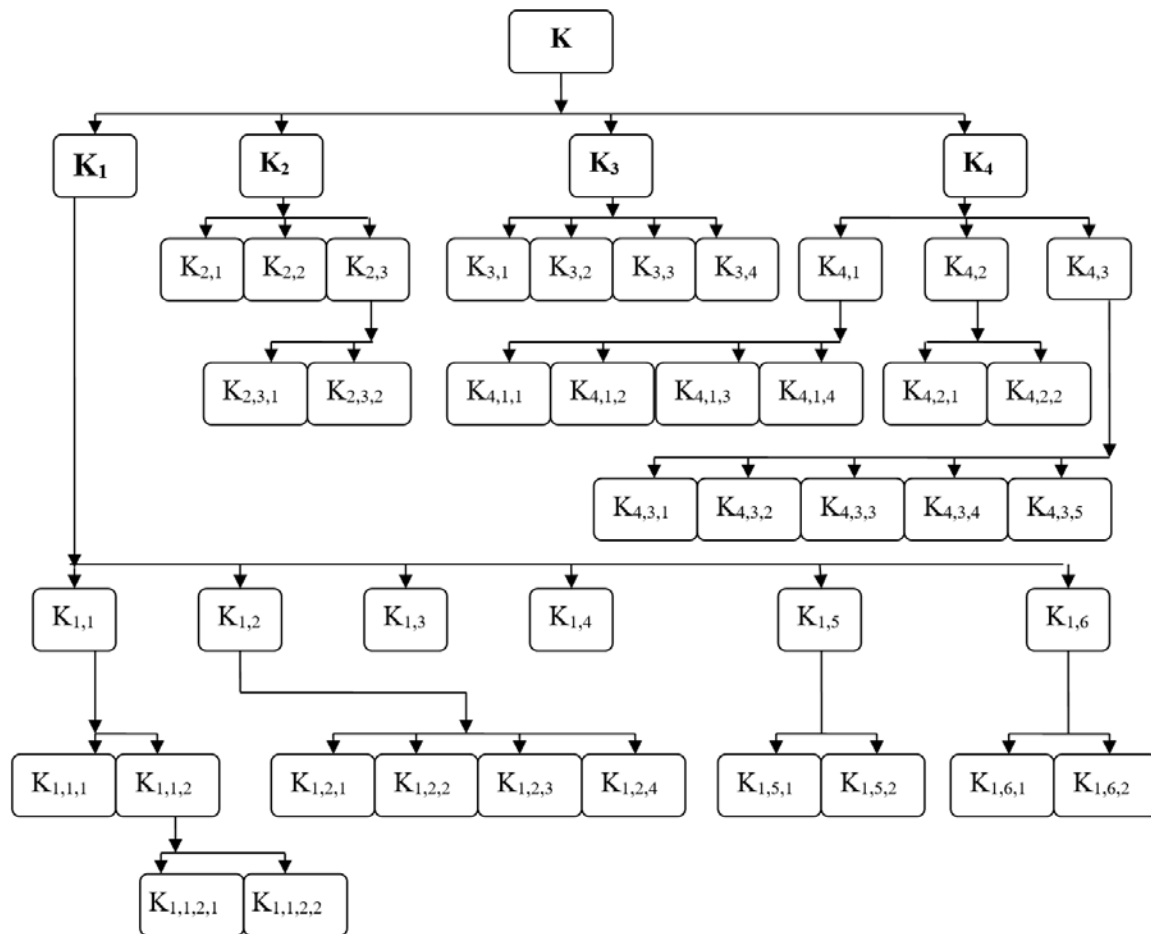 K
K₁ K₂ K₃ K₄
K₂,₁ K₂,₂ K₂,₃ K₃,₁ K₃,₂ K₃,₃ K₃,₄ K₄,₁ K₄,₂ K₄,₃
K₂,₃,₁ K₂,₃,₂ K₄,₁,₁ K₄,₁,₂ K₄,₁,₃ K₄,₁,₄ K₄,₂,₁ K₄,₂,₂
K₄,₃,₁ K₄,₃,₂ K₄,₃,₃ K₄,₃,₄ K₄,₃,₅
K₁,₁ K₁,₂ K₁,₃ K₁,₄ K₁,₅ K₁,₆
K₁,₁,₁ K₁,₁,₂ K₁,₂,₁ K₁,₂,₂ K₁,₂,₃ K₁,₂,₄ K₁,₅,₁ K₁,₅,₂ K₁,₆,₁ K₁,₆,₂
K₁,₁,₂,₁ K₁,₁,₂,₂